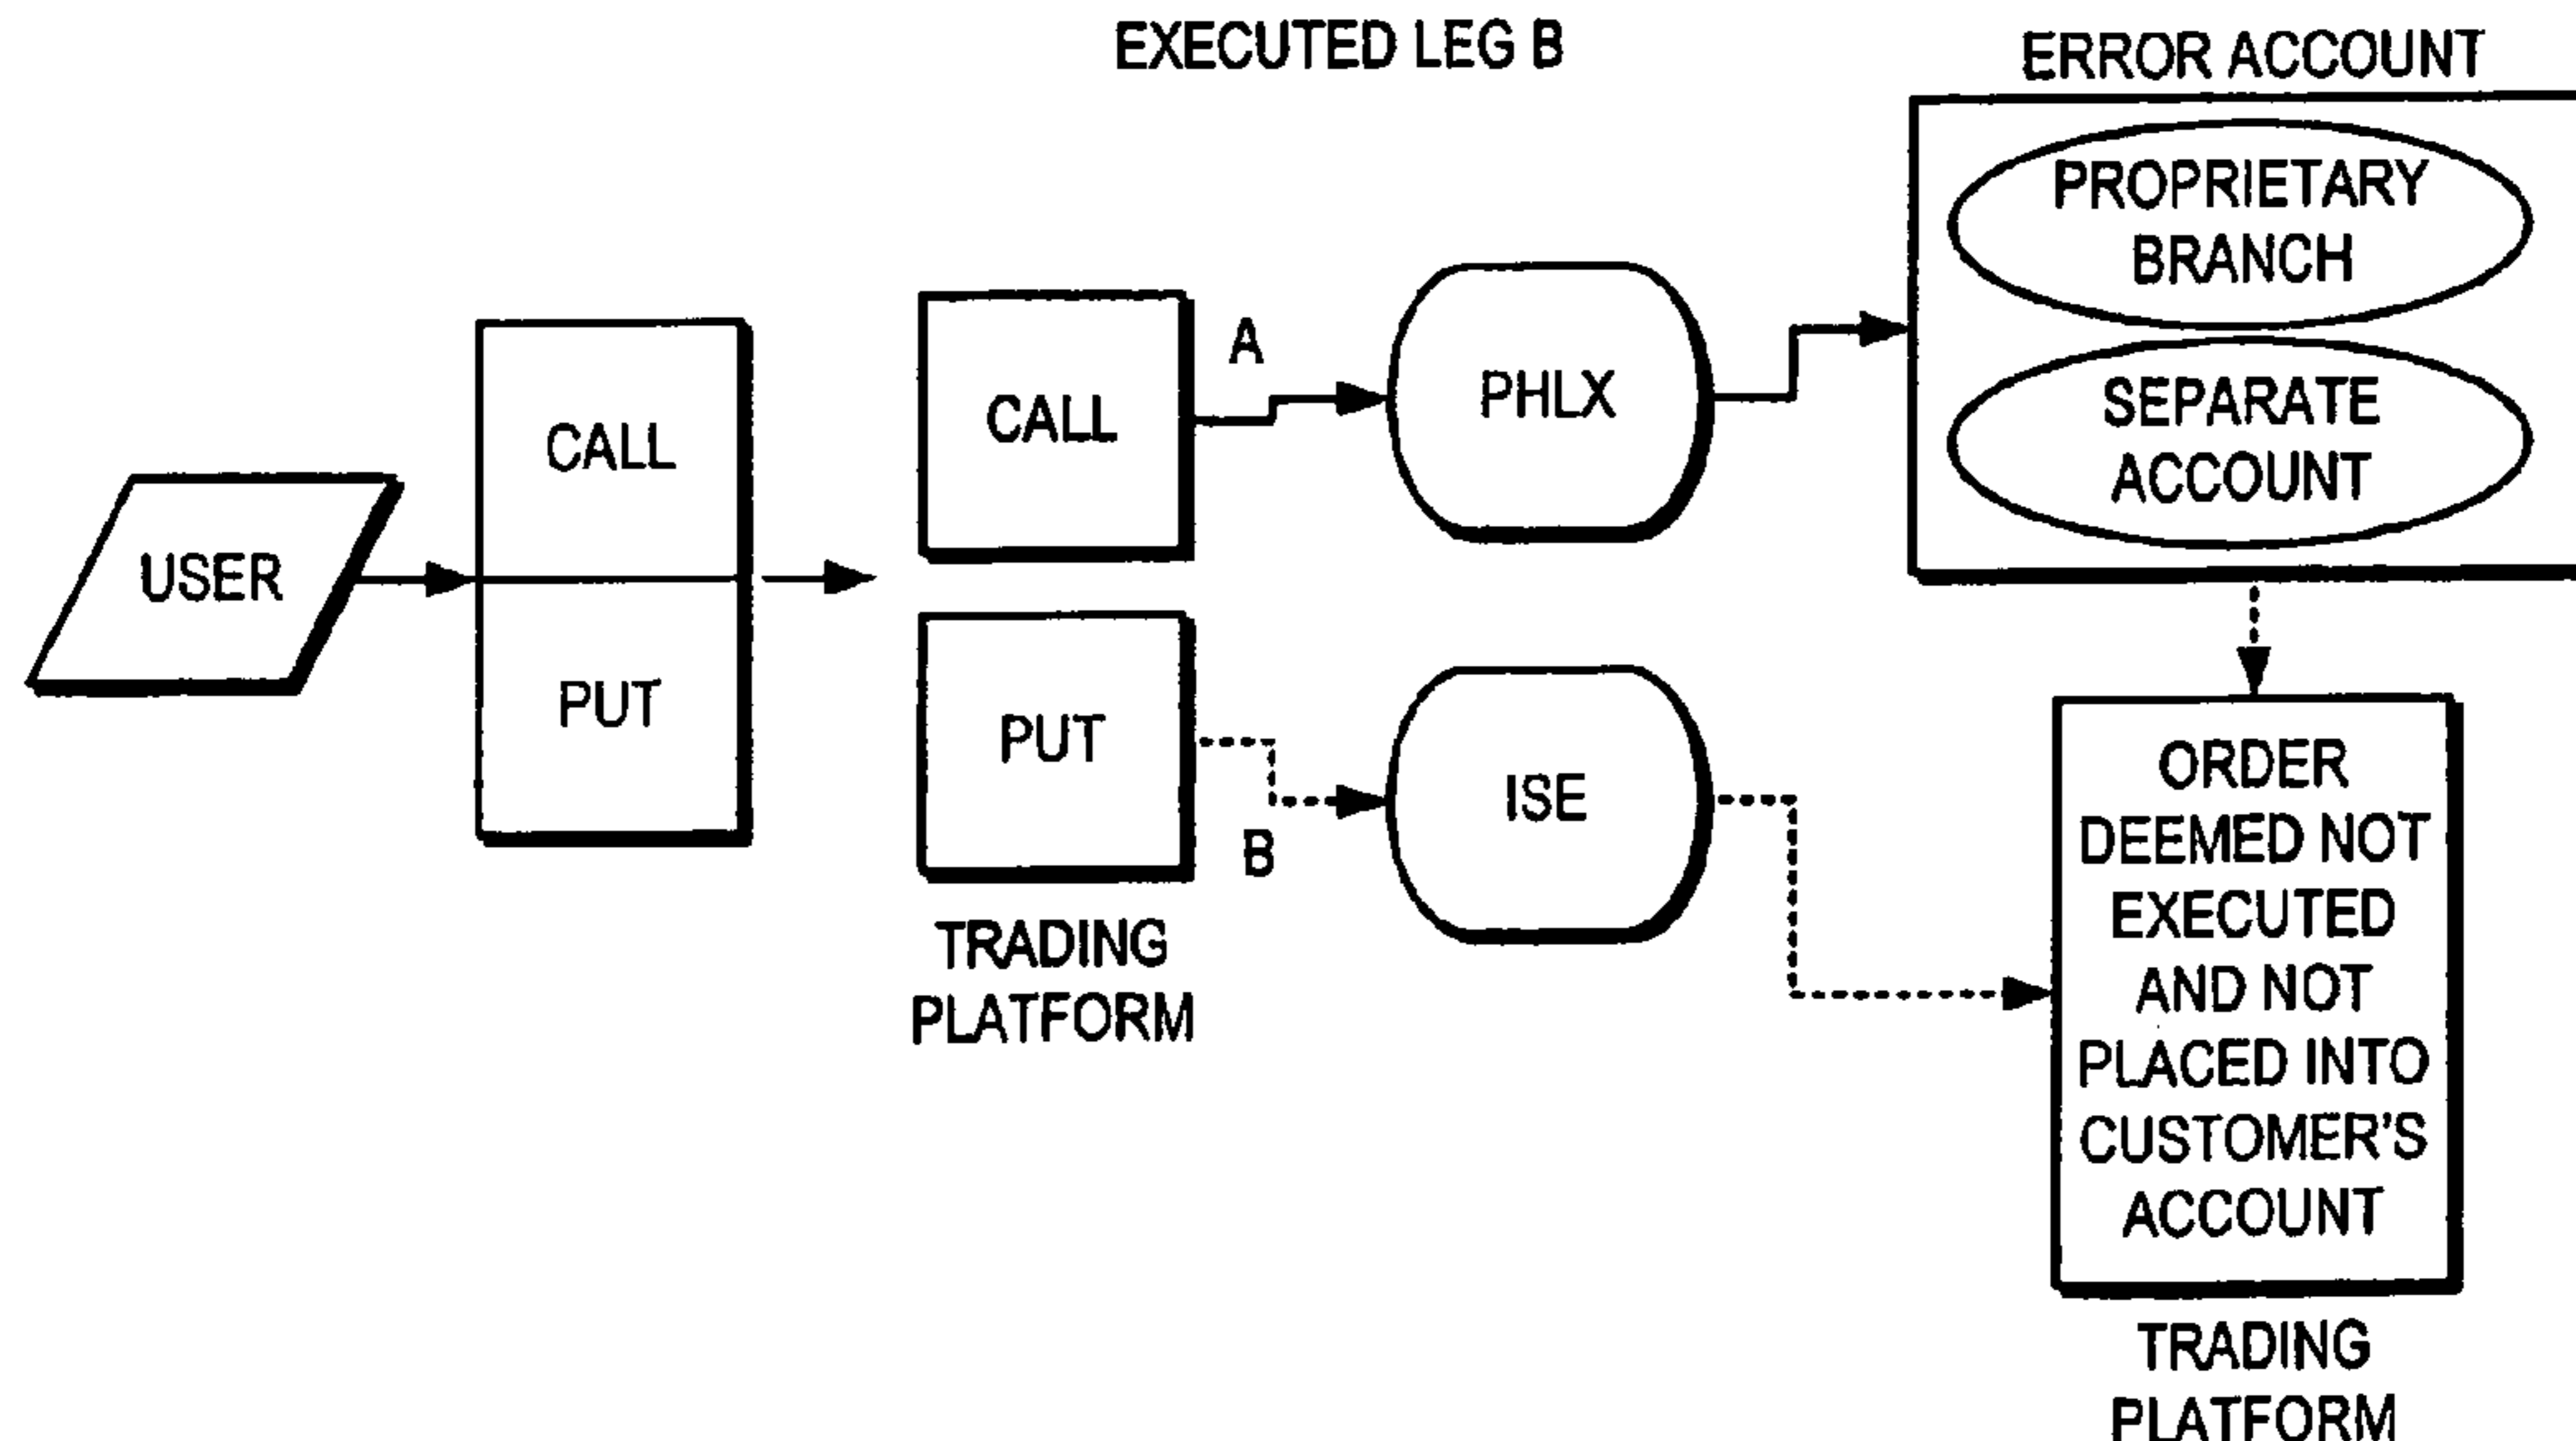 EXECUTED LEG B
ERROR ACCOUNT
PROPRIETARY
BRANCH
SEPARATE
ACCOUNT
USER
CALL
PUT
CALL
A
PHLX
PUT
B
ISE
TRADING
PLATFORM
ORDER
DEEMED NOT
EXECUTED
AND NOT
PLACED INTO
CUSTOMER'S
ACCOUNT
TRADING
PLATFORM